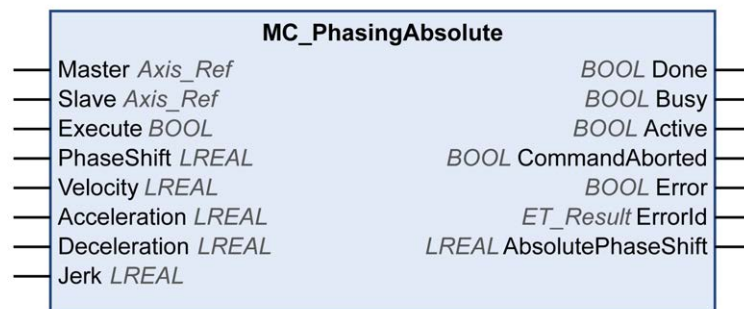 MC_PhasingAbsolute
Master Axis_Ref BOOL Done
Slave Axis_Ref BOOL Busy
Execute BOOL BOOL Active
PhaseShift LREAL BOOL CommandAborted
Velocity LREAL BOOL Error
Acceleration LREAL ET_Result ErrorId
Deceleration LREAL LREAL AbsolutePhaseShift
Jerk LREAL